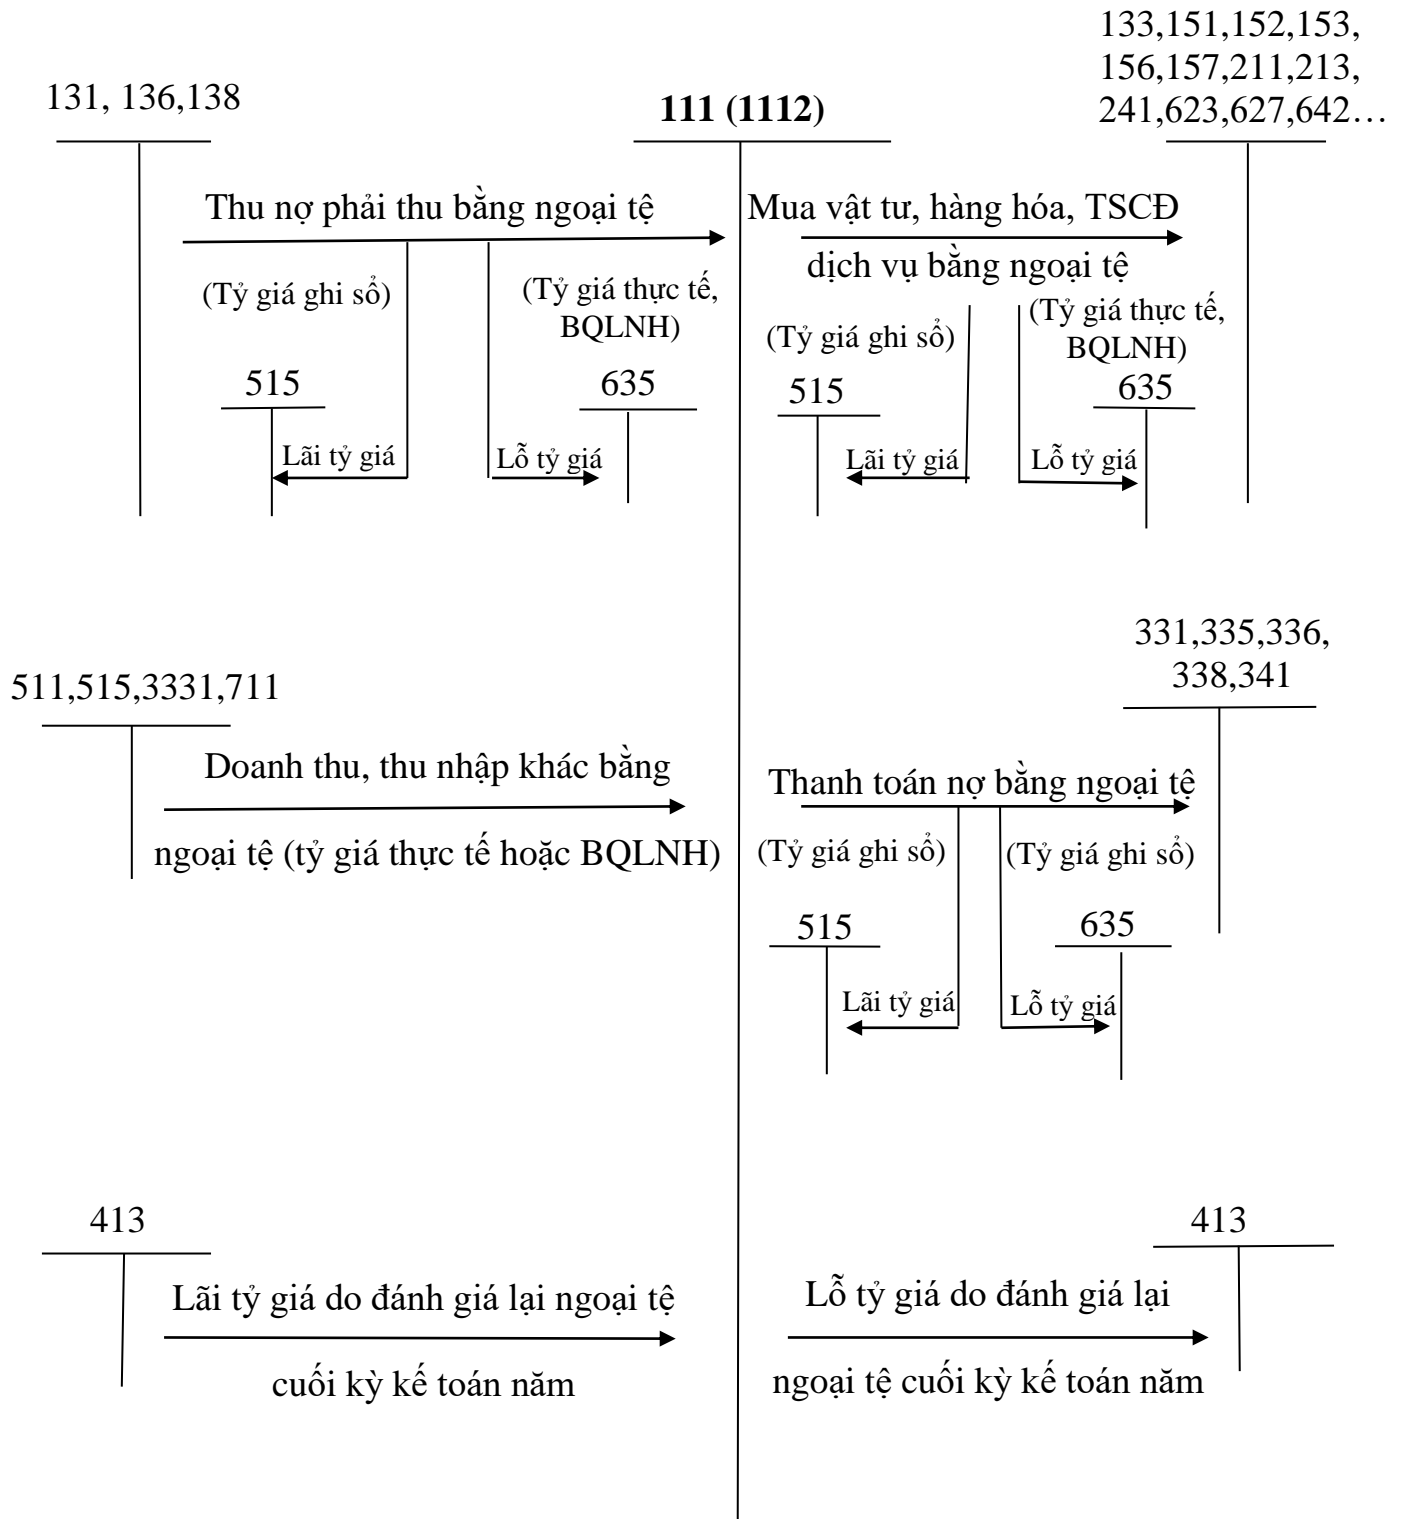 133,151,152,153,
156,157,211,213,
241,623,627,642…
131, 136,138
111 (1112)
Thu nợ phải thu bằng ngoại tệ
(Tỷ giá ghi sổ)
(Tỷ giá thực tế,
BQLNH)
515
635
Lãi tỷ giá
Lỗ tỷ giá
Mua vật tư, hàng hóa, TSCĐ
dịch vụ bằng ngoại tệ
(Tỷ giá ghi sổ)
(Tỷ giá thực tế,
BQLNH)
515
635
Lãi tỷ giá
Lỗ tỷ giá
511,515,3331,711
Doanh thu, thu nhập khác bằng
ngoại tệ (tỷ giá thực tế hoặc BQLNH)
331,335,336,
338,341
Thanh toán nợ bằng ngoại tệ
(Tỷ giá ghi sổ)
(Tỷ giá ghi sổ)
515
635
Lãi tỷ giá
Lỗ tỷ giá
413
Lãi tỷ giá do đánh giá lại ngoại tệ
cuối kỳ kế toán năm
413
Lỗ tỷ giá do đánh giá lại
ngoại tệ cuối kỳ kế toán năm